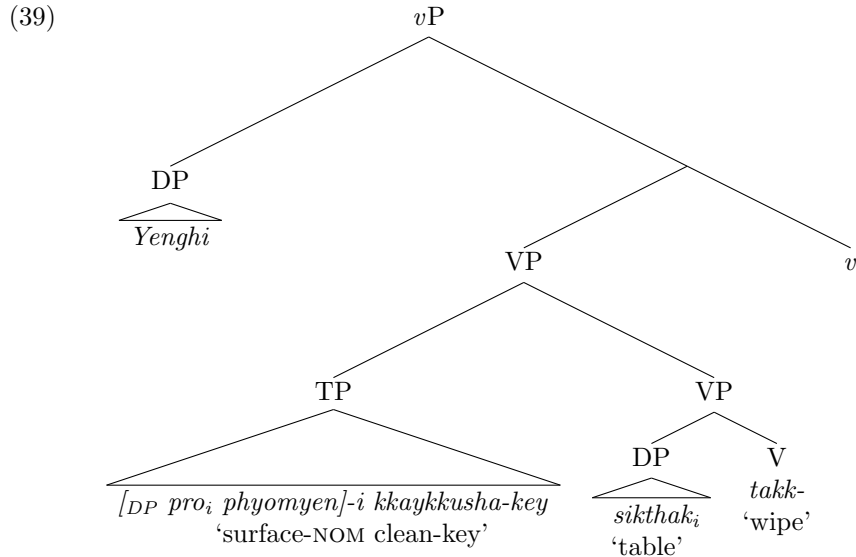 (39)
vP
DP
Yenghi
VP
v
TP
VP
DP
V
[DP proi phyomyen]-i kkaykkusha-key
sikthaki
takk-
‘surface-NOM clean-key’
‘table’
‘wipe’